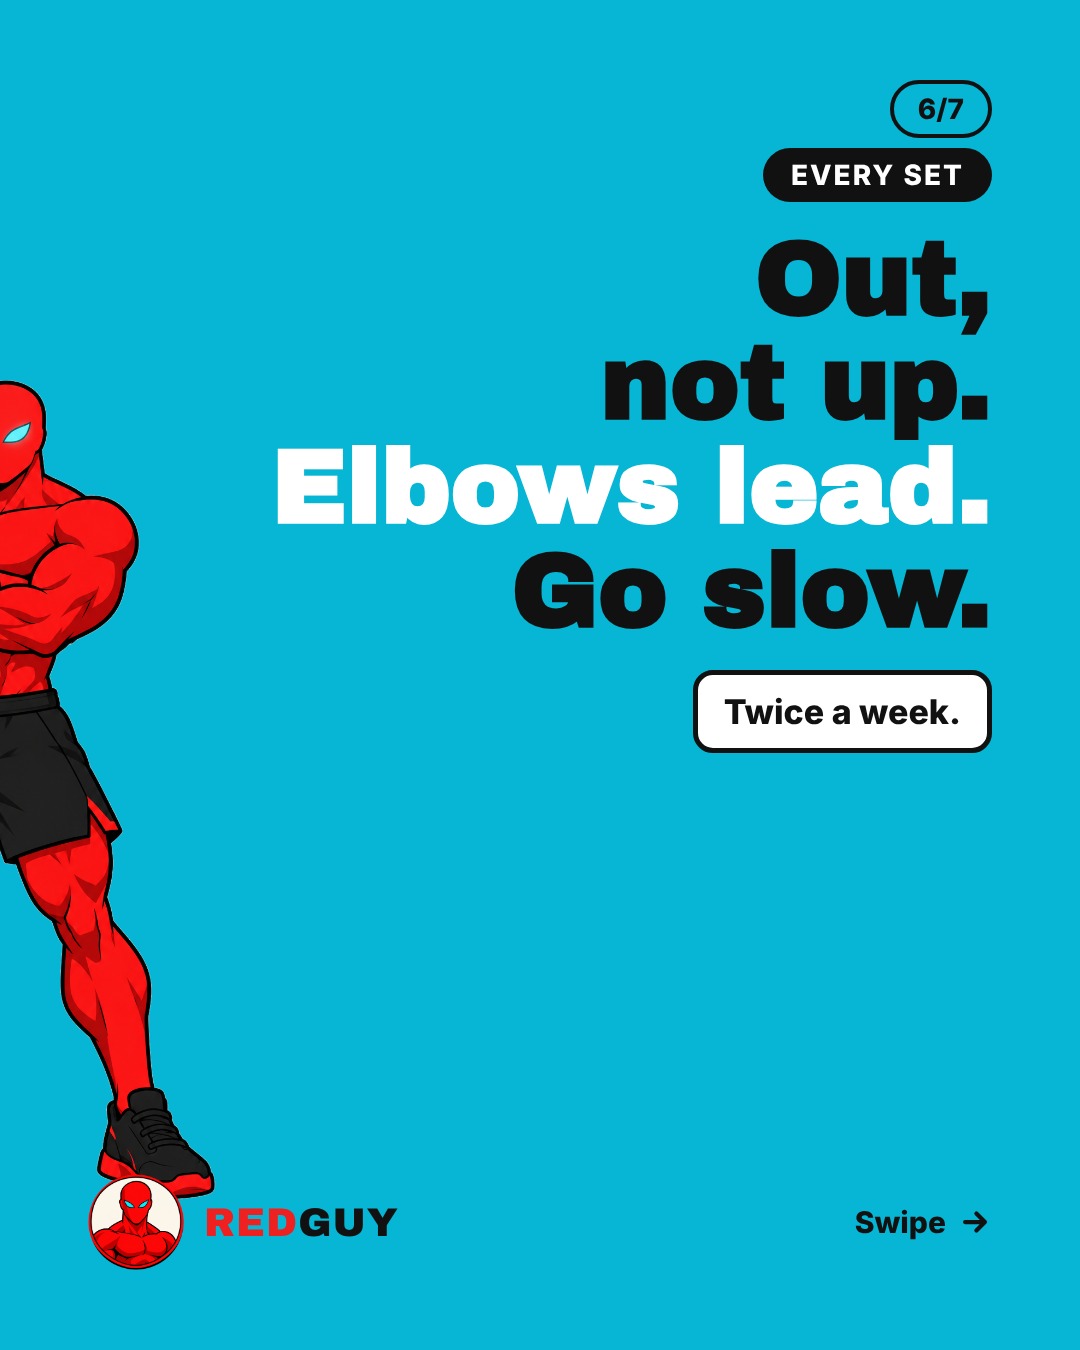 6/7
EVERY SET
Out,
not up.
Elbows lead.
Go slow.
Twice a week.
REDGUY
Swipe →